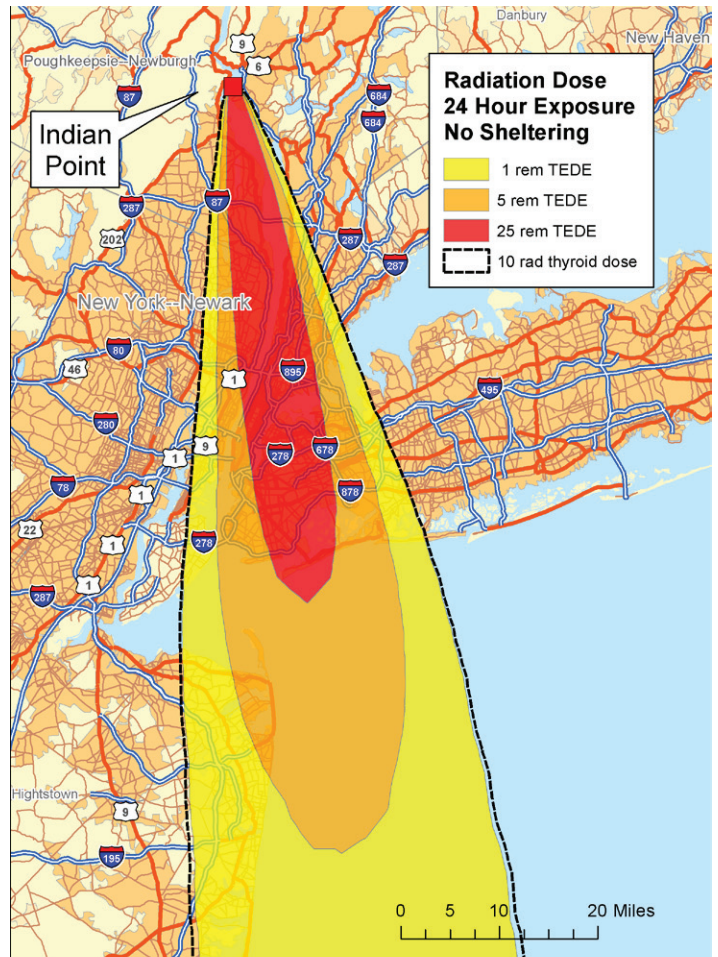 Danbury
New Haven
9
6
Poughkeepsie–Newburgh
87
684
684
Radiation Dose
24 Hour Exposure
No Sheltering
1 rem TEDE
5 rem TEDE
25 rem TEDE
10 rad thyroid dose
Indian
Point
287
87
202
287
287
New York--Newark
80
46
1
895
495
280
9
278
678
1
78
1
878
22
1
278
287
1
Hightstown
9
195
0 5 10 20 Miles